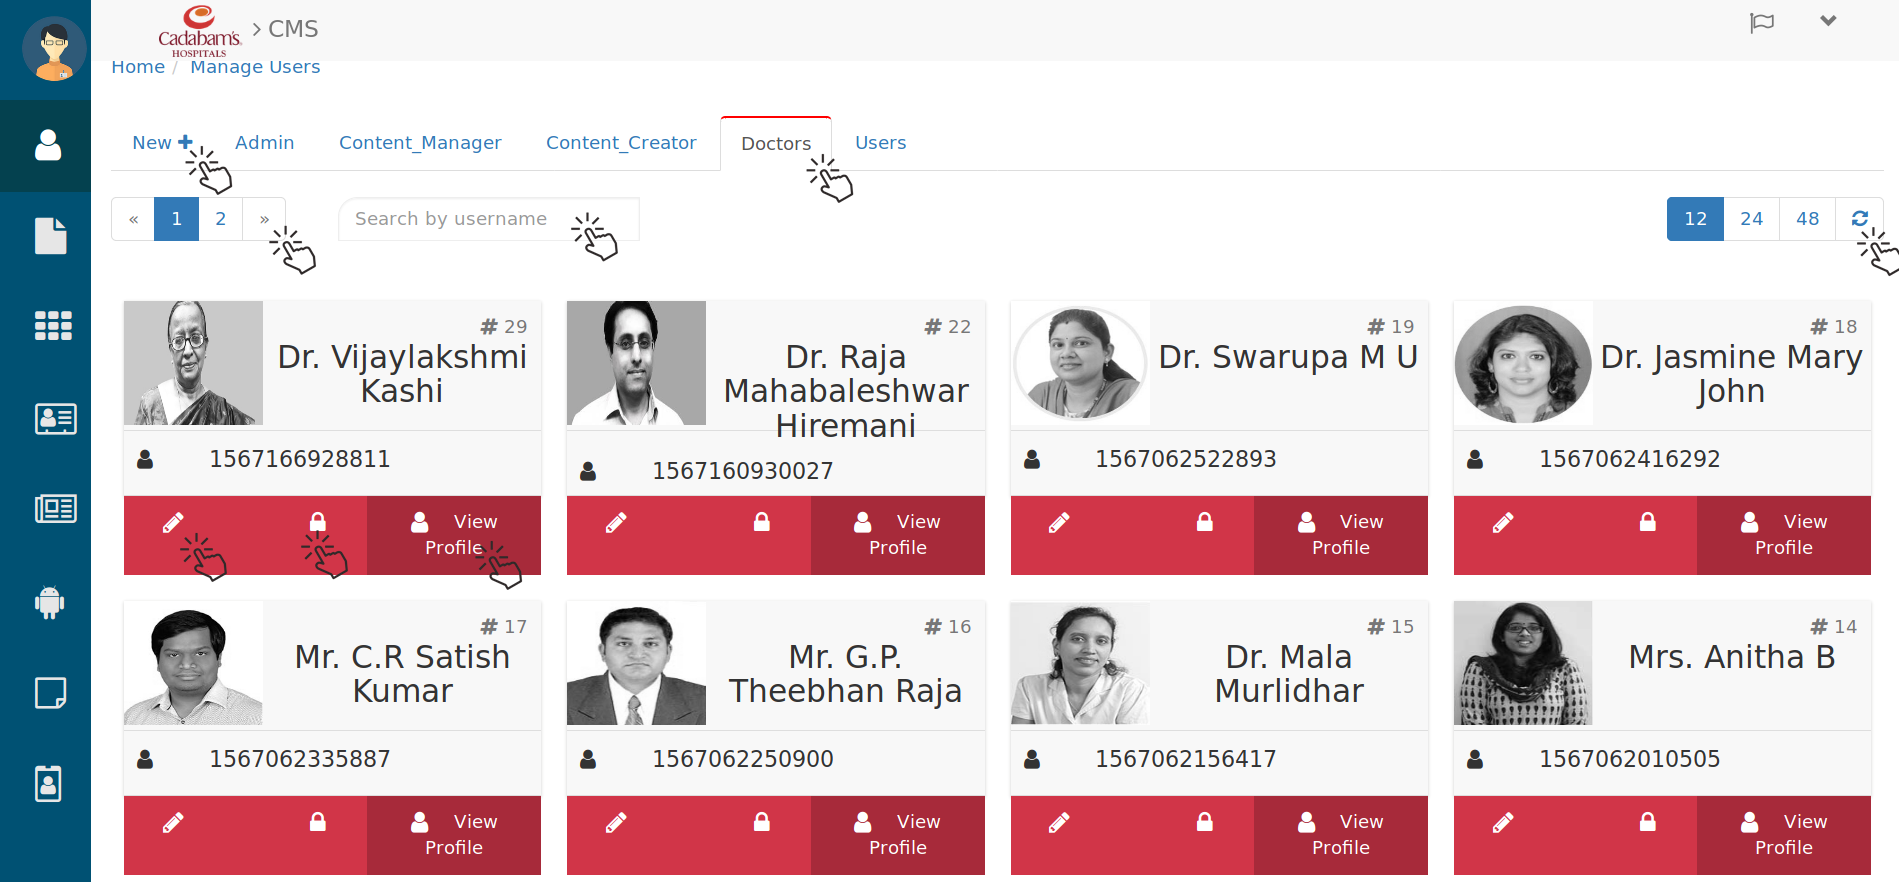 Cadabam's
HOSPITALS
> CMS
Home / Manage Users
New + Admin Content_Manager Content_Creator Doctors Users
« 1 2 » Search by username 12 24 48
# 29 # 22 # 19 # 18
Dr. Vijaylakshmi
Kashi
Dr. Raja
Mahabaleshwar
Hiremani
Dr. Swarupa M U
Dr. Jasmine Mary
John
1567166928811 1567160930027 1567062522893 1567062416292
View
Profile
View
Profile
View
Profile
View
Profile
# 17 # 16 # 15 # 14
Mr. C.R Satish
Kumar
Mr. G.P.
Theebhan Raja
Dr. Mala
Murlidhar
Mrs. Anitha B
1567062335887 1567062250900 1567062156417 1567062010505
View
Profile
View
Profile
View
Profile
View
Profile